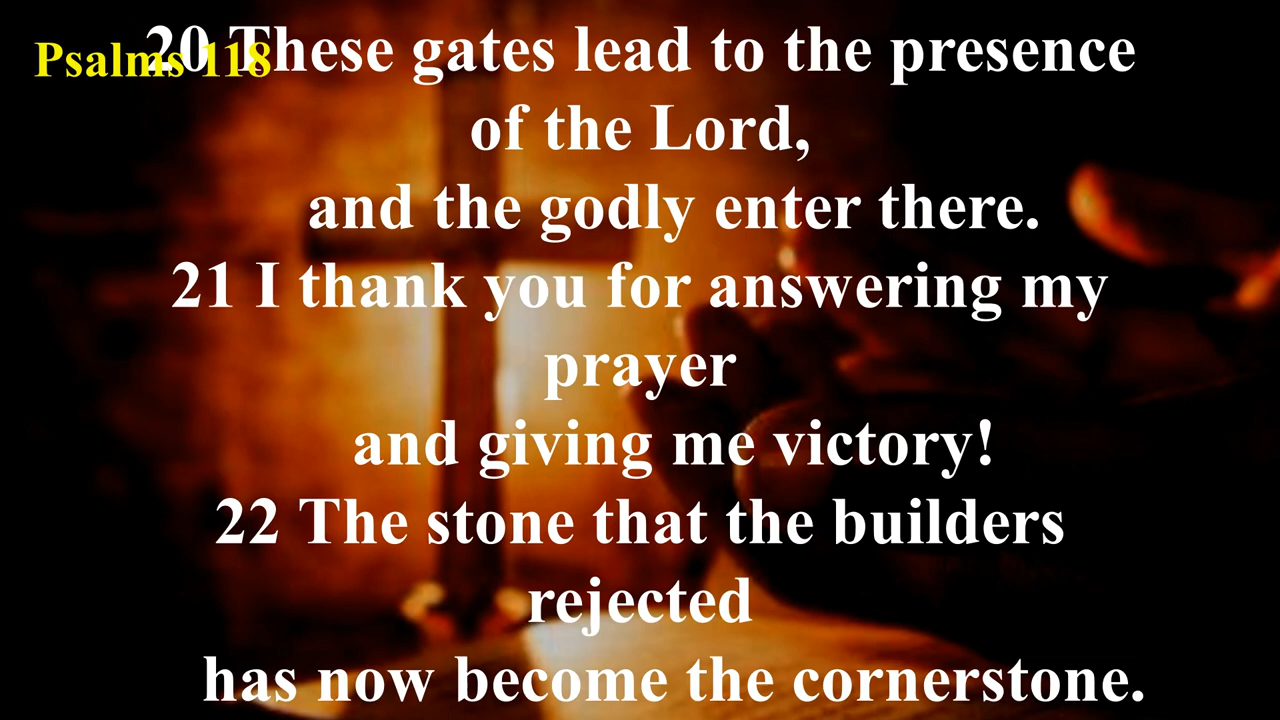 Psalms 118
20 These gates lead to the presence
of the Lord,
and the godly enter there.
21 I thank you for answering my
prayer
and giving me victory!
22 The stone that the builders
rejected
has now become the cornerstone.